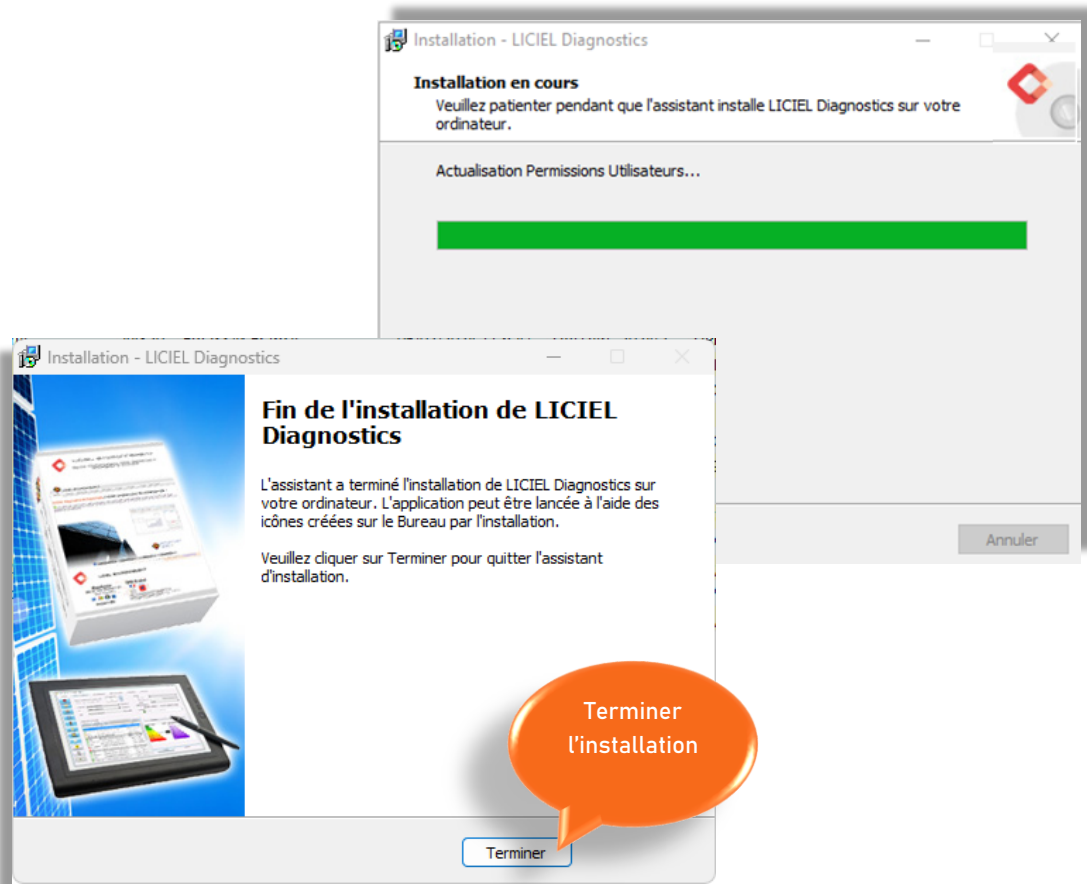 Installation - LICIEL Diagnostics
Installation en cours
Veuillez patienter pendant que l'assistant installe LICIEL Diagnostics sur votre
ordinateur.
Actualisation Permissions Utilisateurs...
Annuler
Installation - LICIEL Diagnostics
Fin de l'installation de LICIEL
Diagnostics
L'assistant a terminé l'installation de LICIEL Diagnostics sur
votre ordinateur. L'application peut être lancée à l'aide des
icônes créées sur le Bureau par l'installation.
Veuillez cliquer sur Terminer pour quitter l'assistant
d'installation.
Terminer
l'installation
Terminer